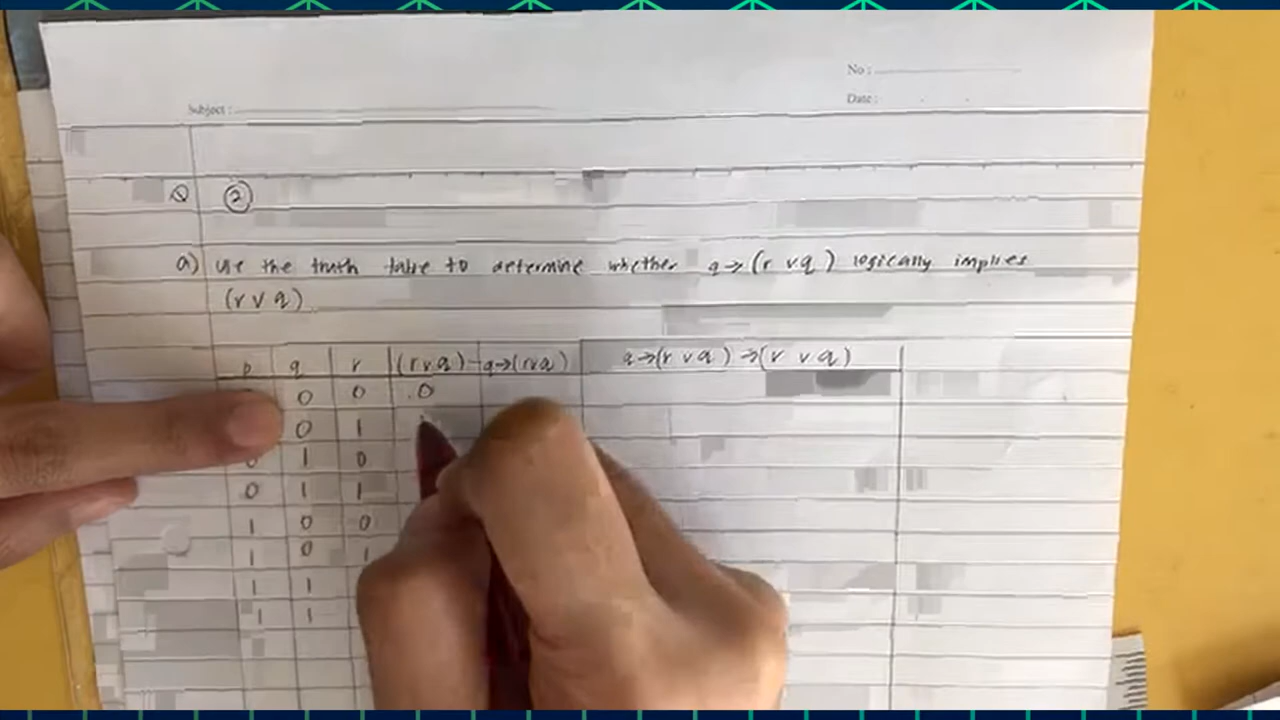 No :
Date :
Subject :
Q ②
a) use the truth table to determine whether q→(r ∨ q) logically implies
(r ∨ q)
p q r (r∨q) q→(r∨q) q→(r ∨ q) →(r ∨ q)
0 0 0
0 1
0 1 0
0 1 1
1 0 0
1 0 1
1 1
1 1